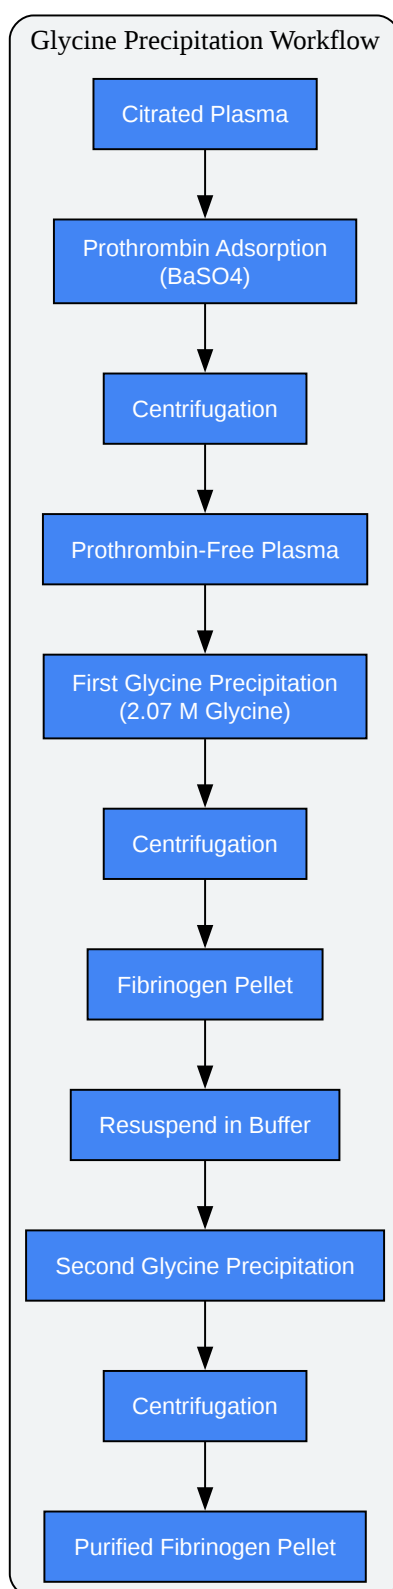 Glycine Precipitation Workflow
Citrated Plasma
Prothrombin Adsorption
(BaSO4)
Centrifugation
Prothrombin-Free Plasma
First Glycine Precipitation
(2.07 M Glycine)
Centrifugation
Fibrinogen Pellet
Resuspend in Buffer
Second Glycine Precipitation
Centrifugation
Purified Fibrinogen Pellet